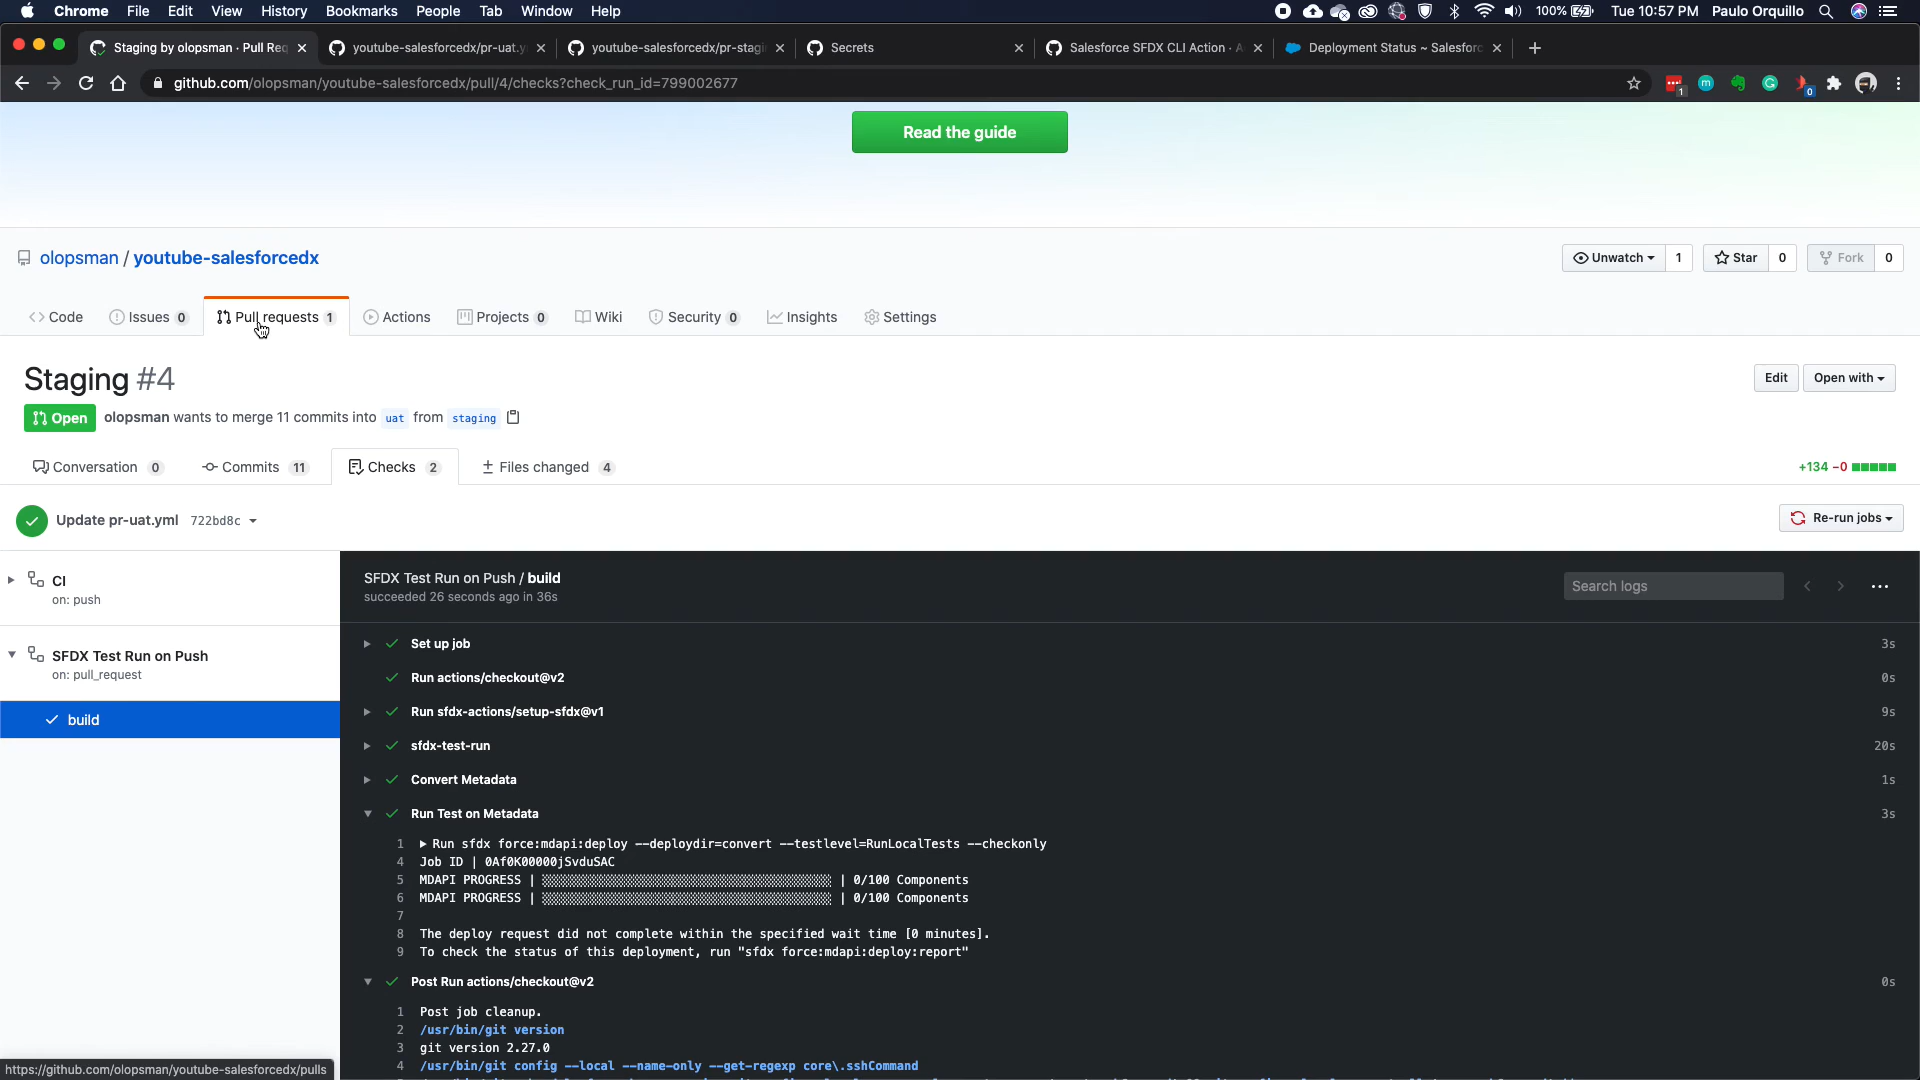 Chrome File Edit View History Bookmarks People Tab Window Help 100% Tue 10:57 PM Paulo Orquillo
Staging by olopsman · Pull Req youtube-salesforcedx/pr-uat.y youtube-salesforcedx/pr-stagi Secrets Salesforce SFDX CLI Action · A Deployment Status ~ Salesforc
github.com/olopsman/youtube-salesforcedx/pull/4/checks?check_run_id=799002677
Read the guide
olopsman / youtube-salesforcedx Unwatch 1 Star 0 Fork 0
Code Issues 0 Pull requests 1 Actions Projects 0 Wiki Security 0 Insights Settings
Staging #4 Edit Open with
Open olopsman wants to merge 11 commits into uat from staging
Conversation 0 Commits 11 Checks 2 Files changed 4 +134 −0
Update pr-uat.yml 722bd8c Re-run jobs
CI
on: push
SFDX Test Run on Push
on: pull_request
build
SFDX Test Run on Push / build
succeeded 26 seconds ago in 36s
Search logs
Set up job 3s
Run actions/checkout@v2 0s
Run sfdx-actions/setup-sfdx@v1 9s
sfdx-test-run 20s
Convert Metadata 1s
Run Test on Metadata 3s
1 Run sfdx force:mdapi:deploy --deploydir=convert --testlevel=RunLocalTests --checkonly
4 Job ID | 0Af0K00000jSvduSAC
5 MDAPI PROGRESS | | 0/100 Components
6 MDAPI PROGRESS | | 0/100 Components
7
8 The deploy request did not complete within the specified wait time [0 minutes].
9 To check the status of this deployment, run "sfdx force:mdapi:deploy:report"
Post Run actions/checkout@v2 0s
1 Post job cleanup.
2 /usr/bin/git version
3 git version 2.27.0
4 /usr/bin/git config --local --name-only --get-regexp core\.sshCommand
https://github.com/olopsman/youtube-salesforcedx/pulls